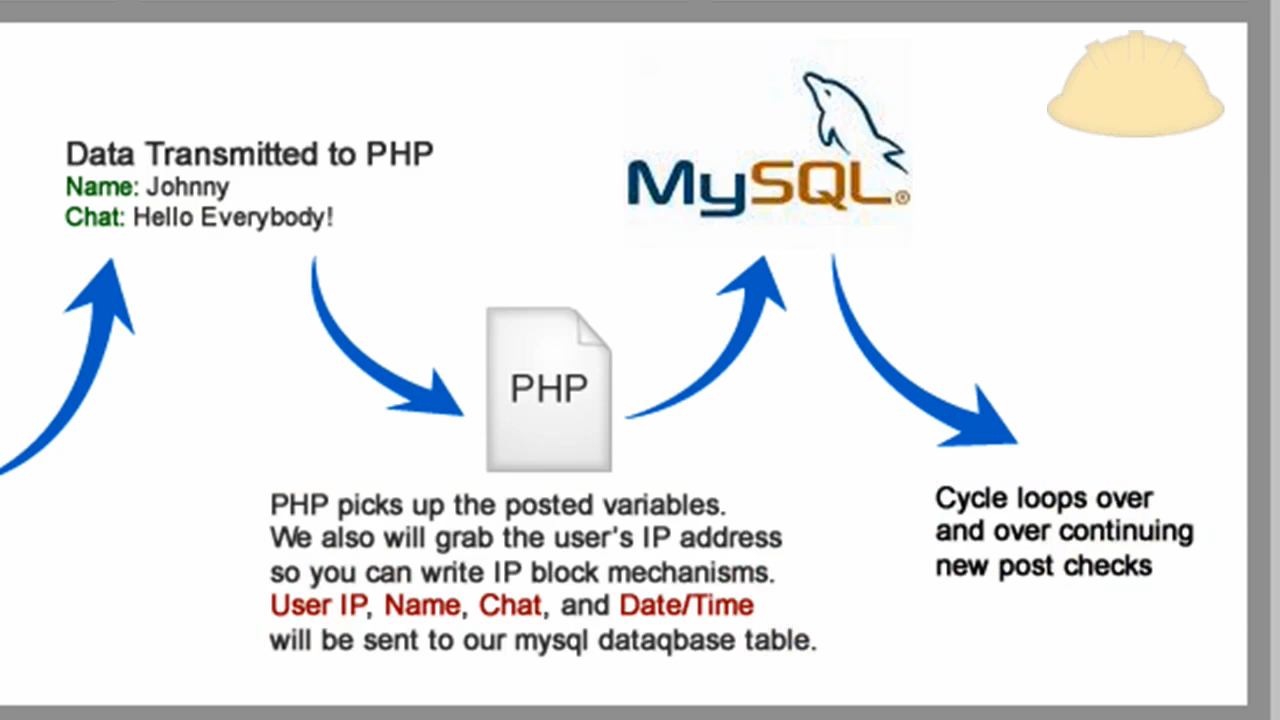 Data Transmitted to PHP
Name: Johnny
Chat: Hello Everybody!
MySQL®
PHP
PHP picks up the posted variables.
We also will grab the user's IP address
so you can write IP block mechanisms.
User IP, Name, Chat, and Date/Time
will be sent to our mysql dataqbase table.
Cycle loops over
and over continuing
new post checks